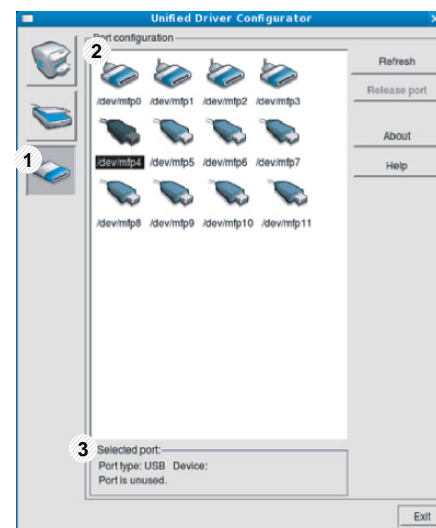 Unified Driver Configurator
Port configuration
2
/dev/mfp0 /dev/mfp1 /dev/mfp2 /dev/mfp3
Refresh
Release port
1
/dev/mfp4 /dev/mfp5 /dev/mfp6 /dev/mfp7
About
Help
/dev/mfp8 /dev/mfp9 /dev/mfp10 /dev/mfp11
3
Selected port:
Port type: USB Device:
Port is unused.
Exit